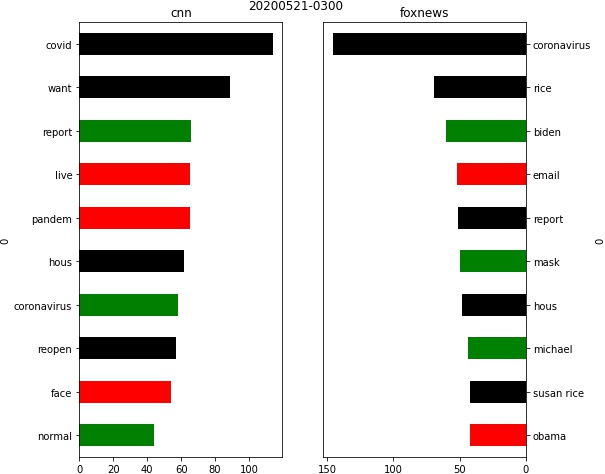 20200521-0300
cnn
foxnews
covid
want
report
live
pandem
hous
coronavirus
reopen
face
normal
0
0 20 40 60 80 100
coronavirus
rice
biden
email
report
mask
hous
michael
susan rice
obama
0
150 100 50 0